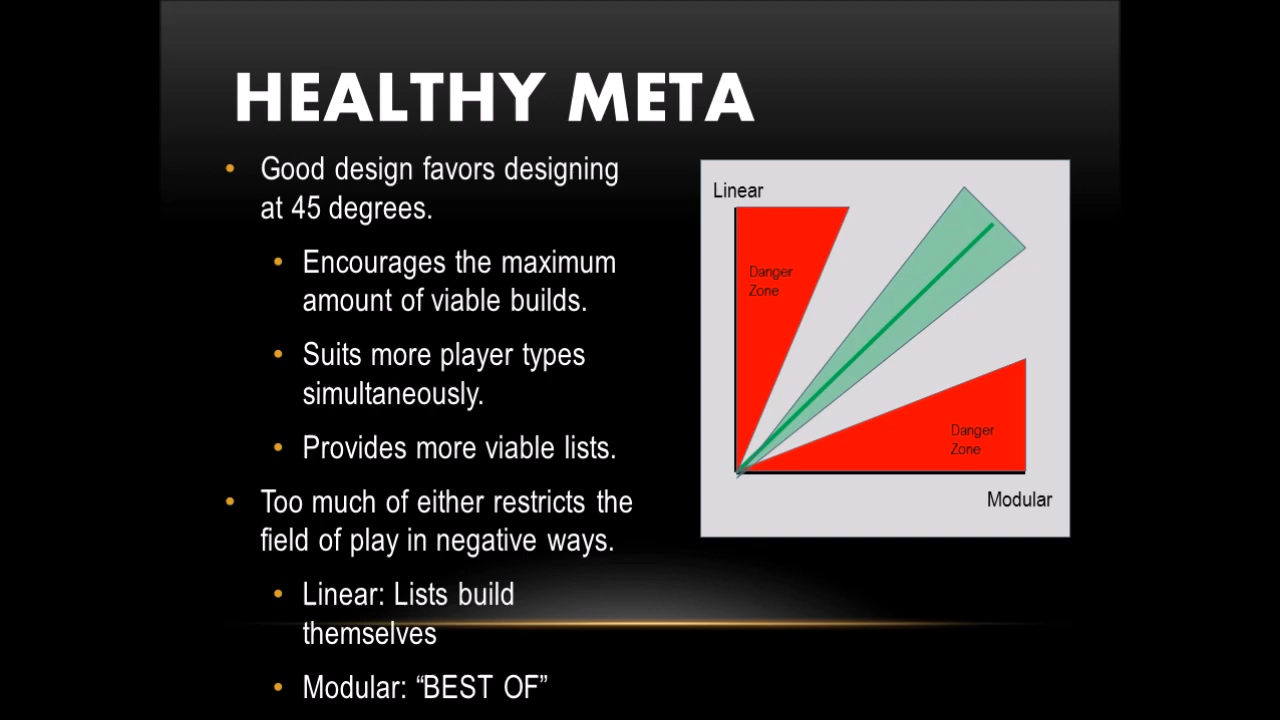 HEALTHY META
• Good design favors designing
at 45 degrees.
• Encourages the maximum
amount of viable builds.
• Suits more player types
simultaneously.
• Provides more viable lists.
• Too much of either restricts the
field of play in negative ways.
• Linear: Lists build
themselves
• Modular: “BEST OF”
Linear
Danger
Zone
Danger
Zone
Modular